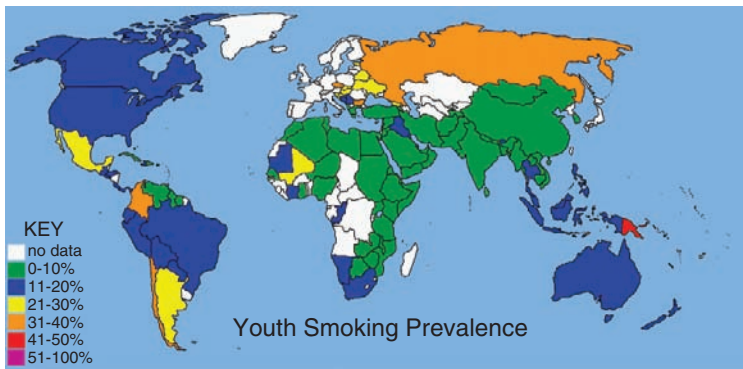 KEY
no data
0-10%
11-20%
21-30%
31-40%
41-50%
51-100%
Youth Smoking Prevalence